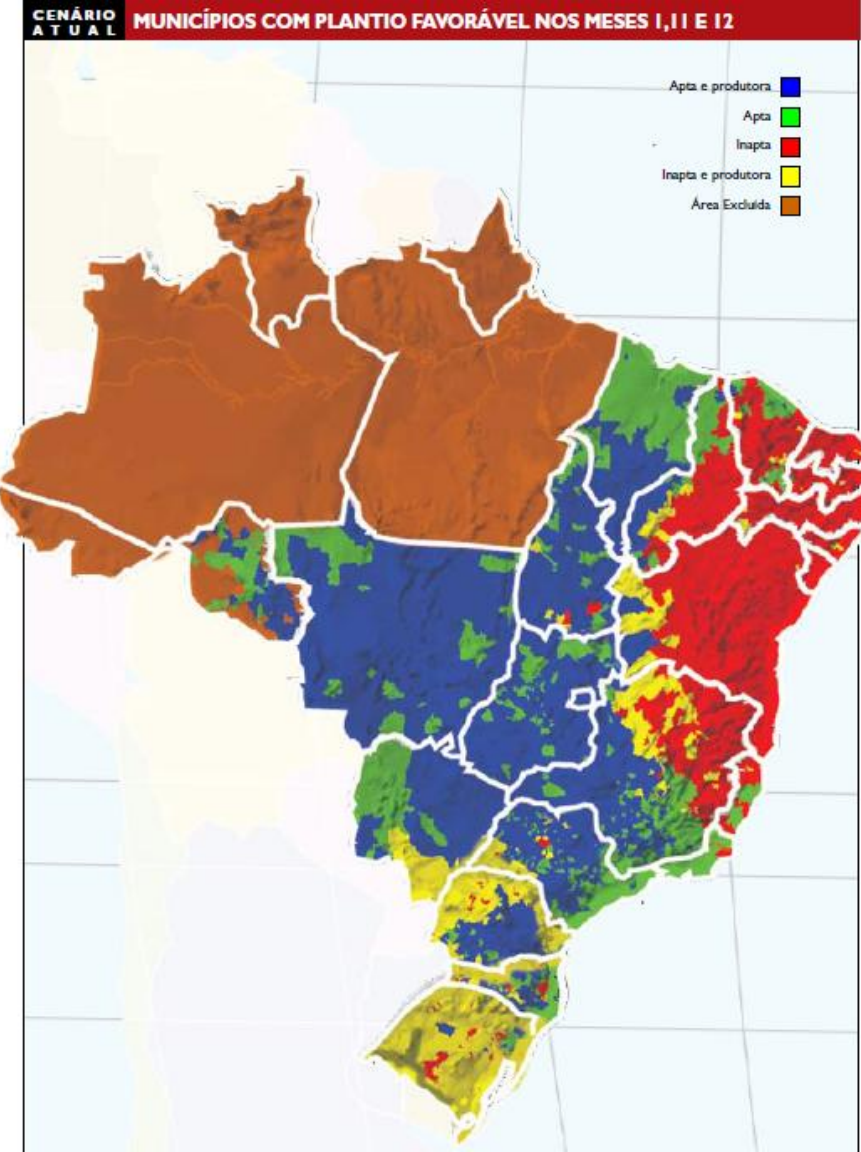 CENÁRIO
ATUAL
MUNICÍPIOS COM PLANTIO FAVORÁVEL NOS MESES 1,11 E 12
Apta e produtora
Apta
Inapta
Inapta e produtora
Área Excluída